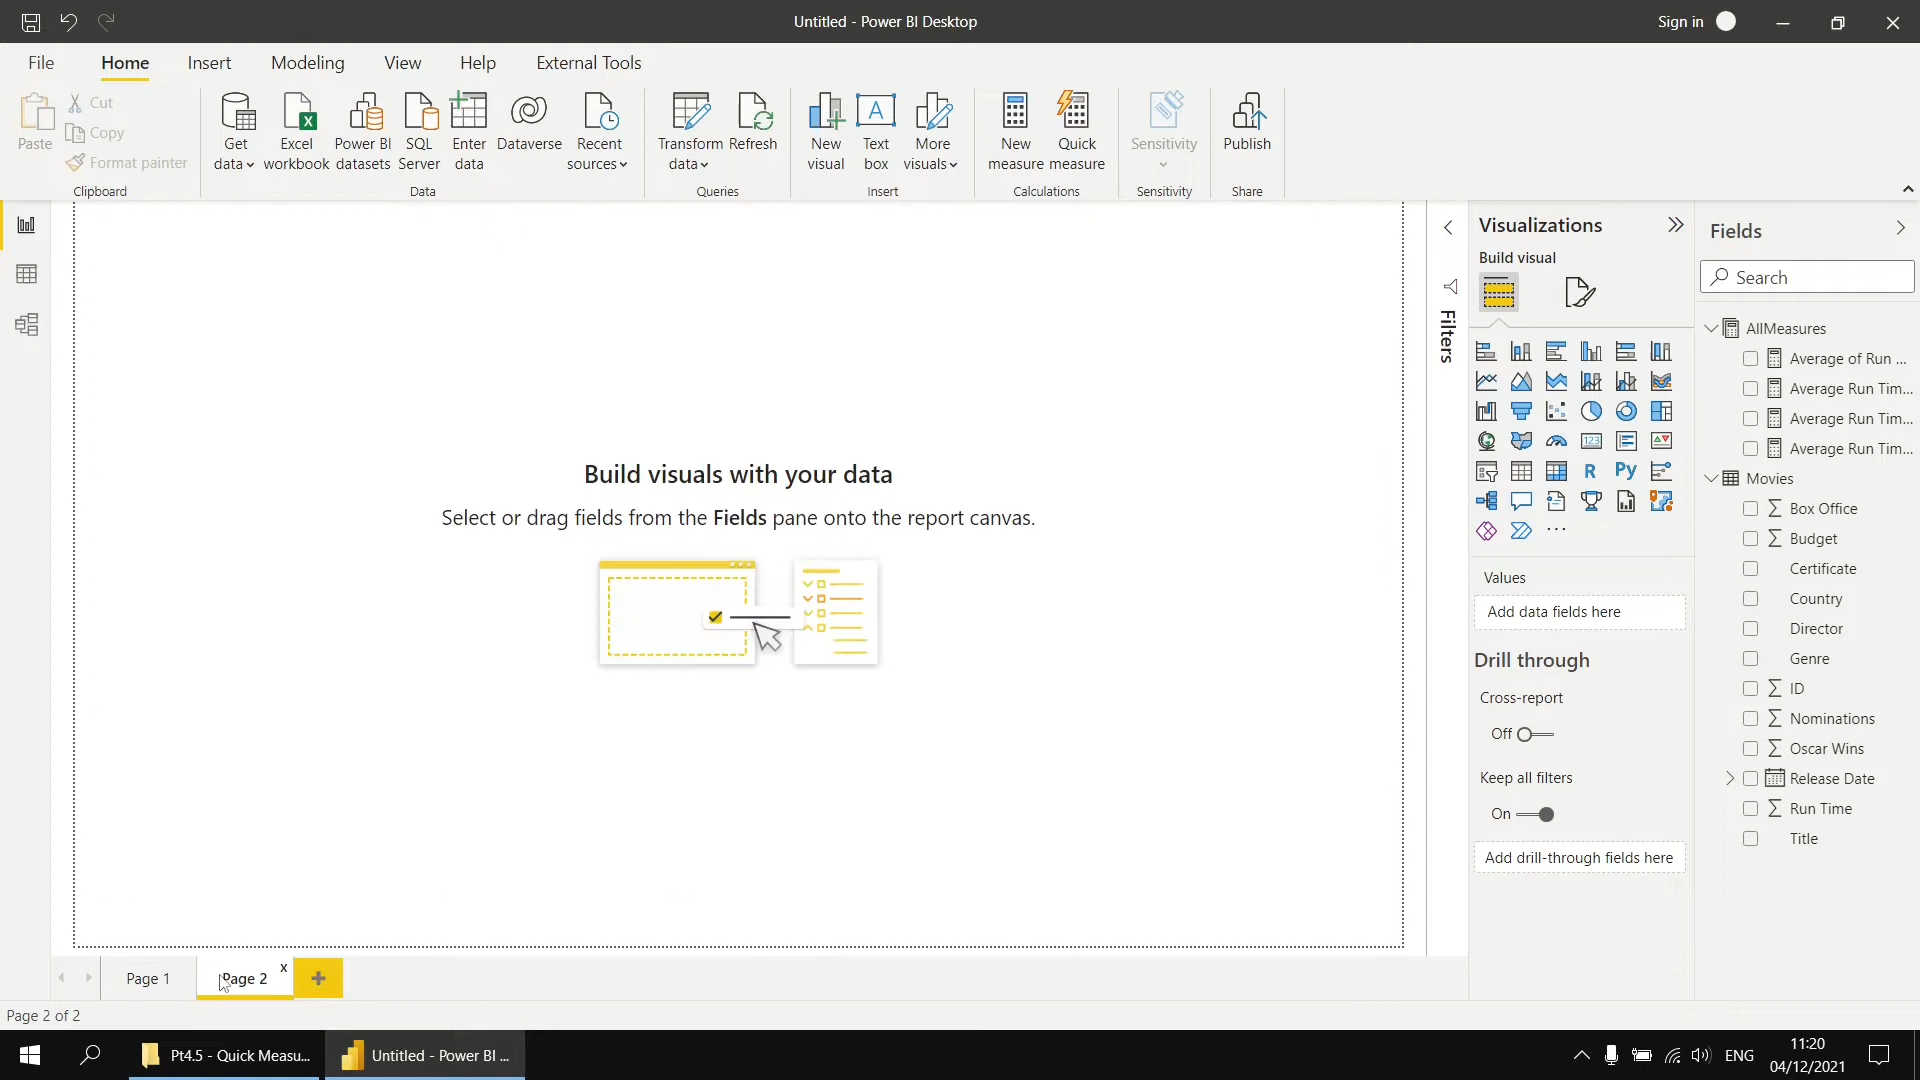 Untitled - Power BI Desktop
Sign in
File Home Insert Modeling View Help External Tools
Paste
Cut
Copy
Format painter
Clipboard
Get data
Excel workbook
Power BI datasets
SQL Server
Enter data
Dataverse
Recent sources
Data
Transform data
Refresh
Queries
New visual
Text box
More visuals
Insert
New measure
Quick measure
Calculations
Sensitivity
Sensitivity
Publish
Share
Build visuals with your data
Select or drag fields from the Fields pane onto the report canvas.
Filters
Visualizations
Build visual
123
R
Py
Values
Add data fields here
Drill through
Cross-report
Off
Keep all filters
On
Add drill-through fields here
Fields
Search
AllMeasures
Average of Run ...
Average Run Tim...
Average Run Tim...
Average Run Tim...
Movies
Box Office
Budget
Certificate
Country
Director
Genre
ID
Nominations
Oscar Wins
Release Date
Run Time
Title
Page 1
Page 2
x
Page 2 of 2
Pt4.5 - Quick Measu...
Untitled - Power BI ...
ENG
11:20
04/12/2021